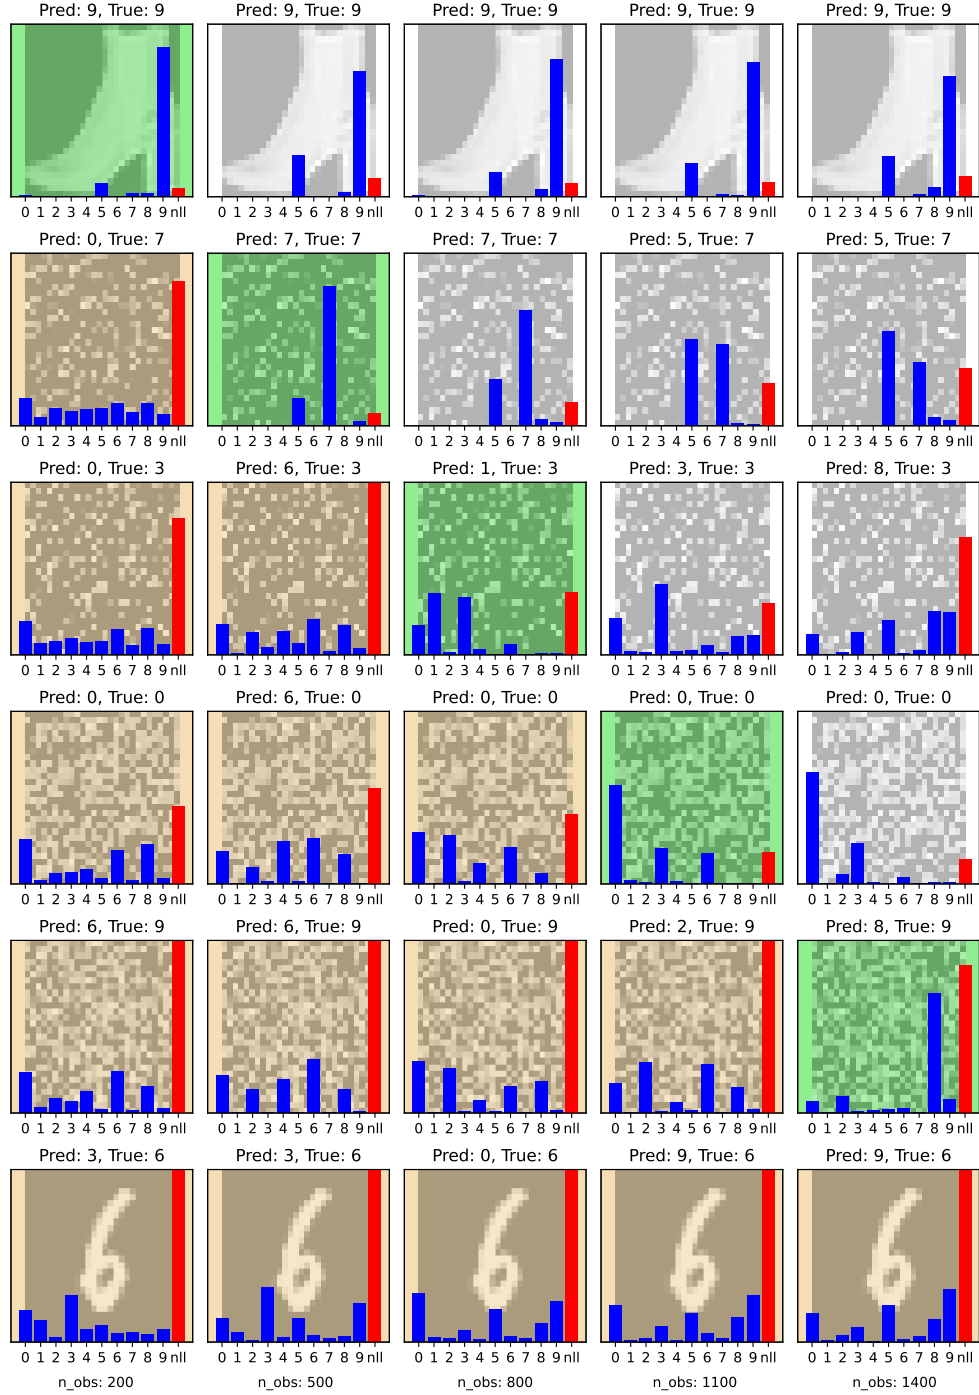 Pred: 9, True: 9 Pred: 9, True: 9 Pred: 9, True: 9 Pred: 9, True: 9 Pred: 9, True: 9
0 1 2 3 4 5 6 7 8 9 nll 0 1 2 3 4 5 6 7 8 9 nll 0 1 2 3 4 5 6 7 8 9 nll 0 1 2 3 4 5 6 7 8 9 nll 0 1 2 3 4 5 6 7 8 9 nll
Pred: 0, True: 7 Pred: 7, True: 7 Pred: 7, True: 7 Pred: 5, True: 7 Pred: 5, True: 7
0 1 2 3 4 5 6 7 8 9 nll 0 1 2 3 4 5 6 7 8 9 nll 0 1 2 3 4 5 6 7 8 9 nll 0 1 2 3 4 5 6 7 8 9 nll 0 1 2 3 4 5 6 7 8 9 nll
Pred: 0, True: 3 Pred: 6, True: 3 Pred: 1, True: 3 Pred: 3, True: 3 Pred: 8, True: 3
0 1 2 3 4 5 6 7 8 9 nll 0 1 2 3 4 5 6 7 8 9 nll 0 1 2 3 4 5 6 7 8 9 nll 0 1 2 3 4 5 6 7 8 9 nll 0 1 2 3 4 5 6 7 8 9 nll
Pred: 0, True: 0 Pred: 6, True: 0 Pred: 0, True: 0 Pred: 0, True: 0 Pred: 0, True: 0
0 1 2 3 4 5 6 7 8 9 nll 0 1 2 3 4 5 6 7 8 9 nll 0 1 2 3 4 5 6 7 8 9 nll 0 1 2 3 4 5 6 7 8 9 nll 0 1 2 3 4 5 6 7 8 9 nll
Pred: 6, True: 9 Pred: 6, True: 9 Pred: 0, True: 9 Pred: 2, True: 9 Pred: 8, True: 9
0 1 2 3 4 5 6 7 8 9 nll 0 1 2 3 4 5 6 7 8 9 nll 0 1 2 3 4 5 6 7 8 9 nll 0 1 2 3 4 5 6 7 8 9 nll 0 1 2 3 4 5 6 7 8 9 nll
Pred: 3, True: 6 Pred: 3, True: 6 Pred: 0, True: 6 Pred: 9, True: 6 Pred: 9, True: 6
6 6 6 6 6
0 1 2 3 4 5 6 7 8 9 nll 0 1 2 3 4 5 6 7 8 9 nll 0 1 2 3 4 5 6 7 8 9 nll 0 1 2 3 4 5 6 7 8 9 nll 0 1 2 3 4 5 6 7 8 9 nll
n_obs: 200 n_obs: 500 n_obs: 800 n_obs: 1100 n_obs: 1400